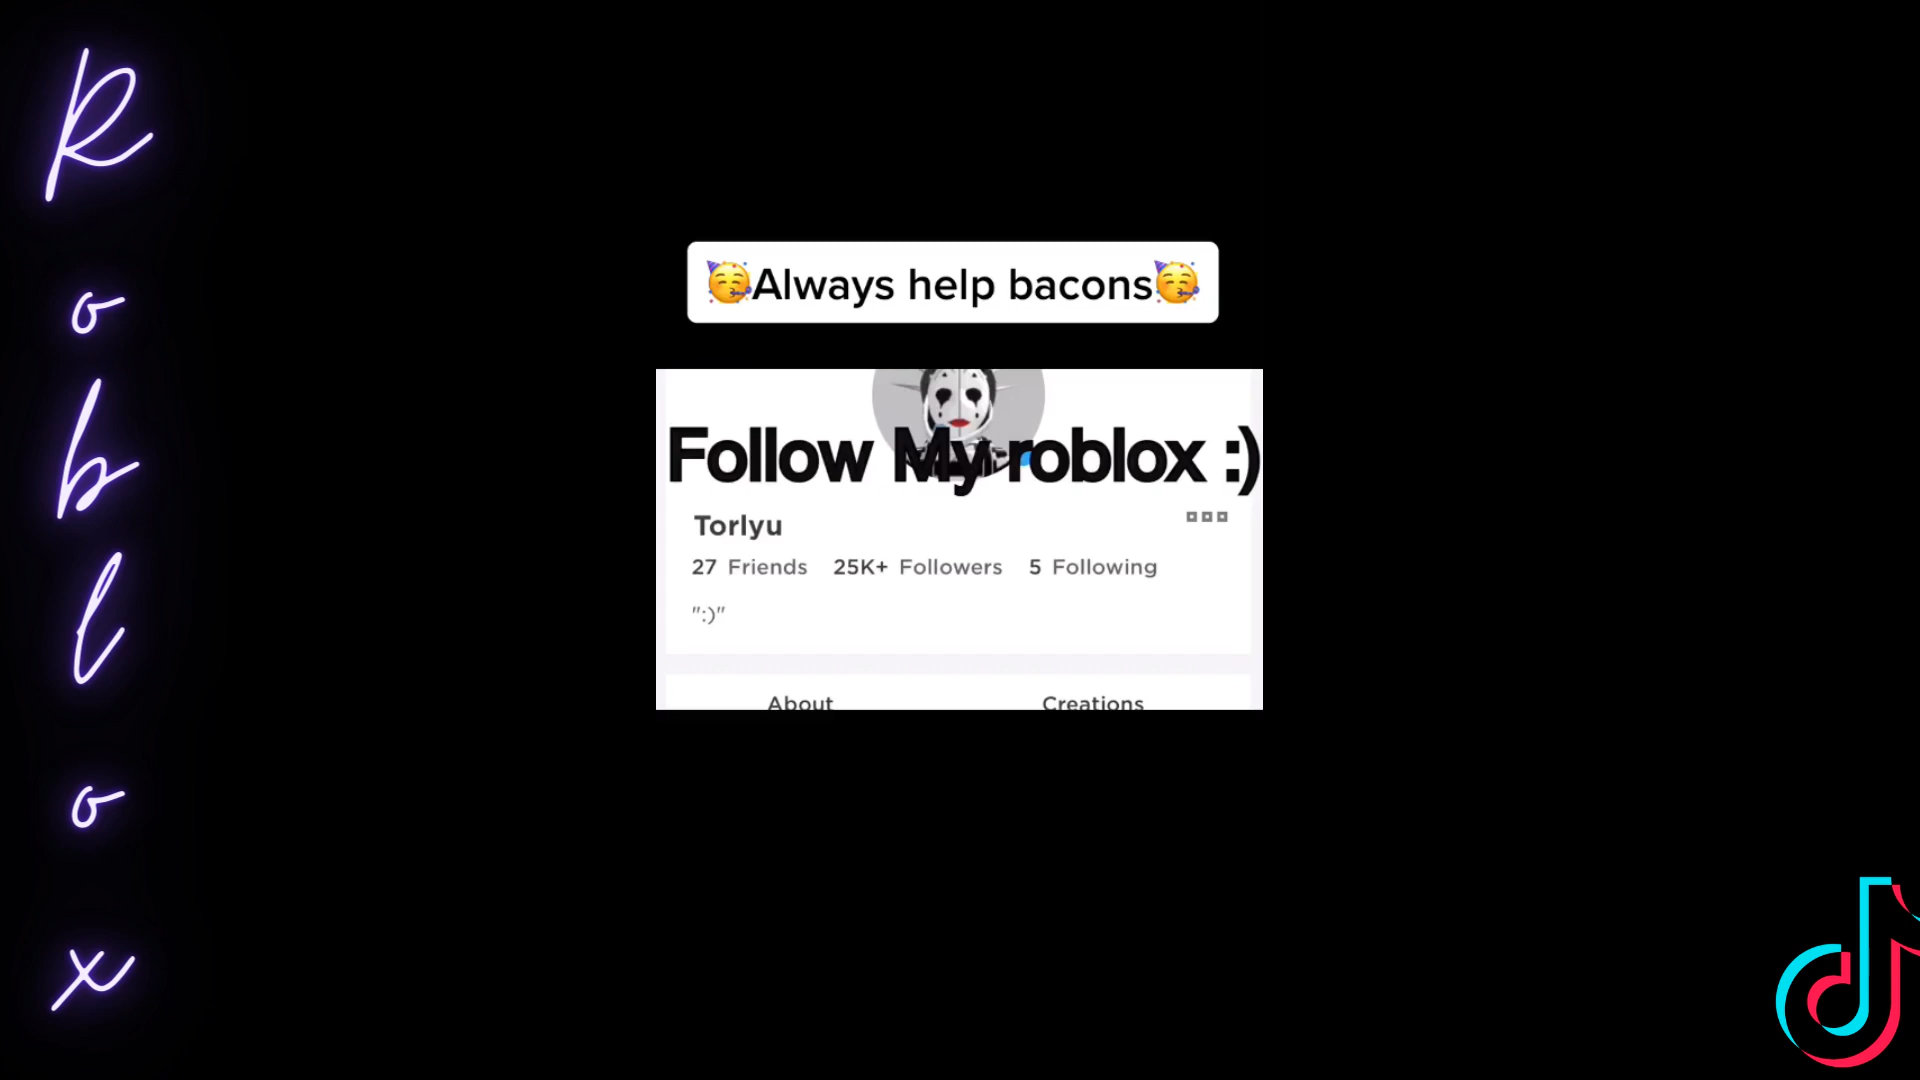 R
o
b
l
o
x
🥳Always help bacons🥳
Follow My roblox :)
Torlyu
27 Friends 25K+ Followers 5 Following
":)"
About Creations